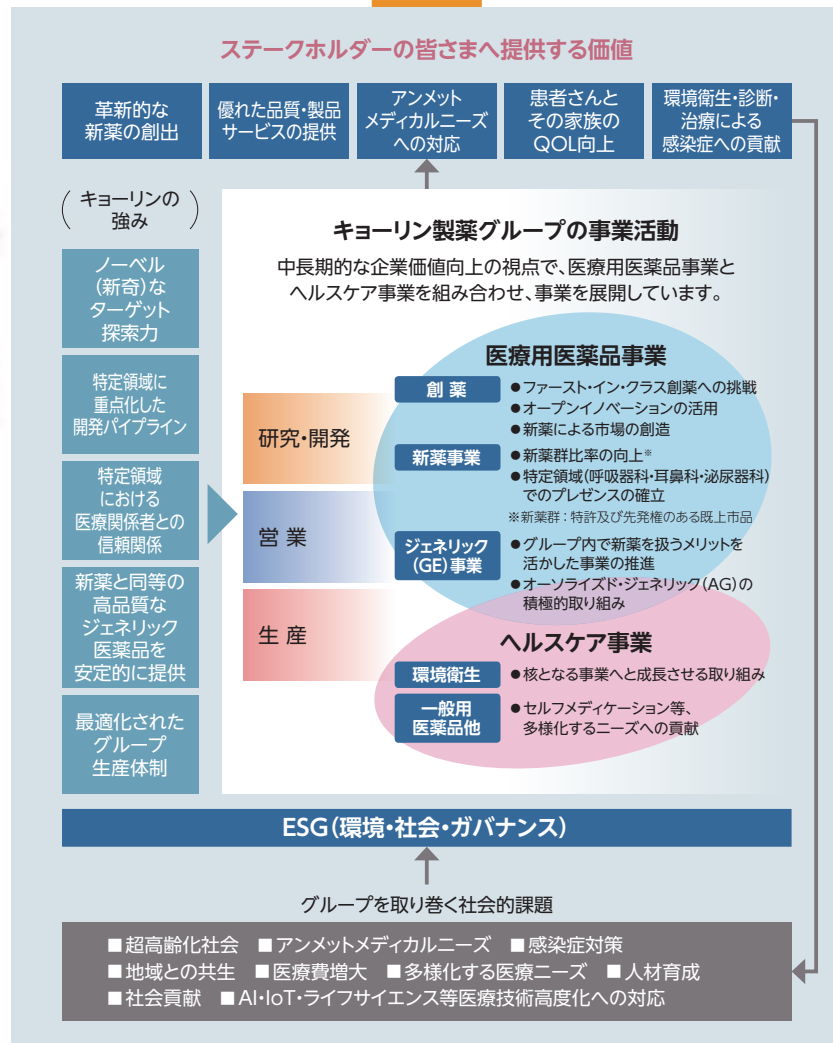 ステークホルダーの皆さまへ提供する価値
革新的な
新薬の創出
優れた品質・製品
サービスの提供
アンメット
メディカルニーズ
への対応
患者さんと
その家族の
QOL向上
環境衛生・診断・
治療による
感染症への貢献
(キョーリンの
強み)
ノーベル
(新奇)な
ターゲット
探索力
特定領域に
重点化した
開発パイプライン
特定領域
における
医療関係者との
信頼関係
新薬と同等の
高品質な
ジェネリック
医薬品を
安定的に提供
最適化された
グループ
生産体制
キョーリン製薬グループの事業活動
中長期的な企業価値向上の視点で、医療用医薬品事業と
ヘルスケア事業を組み合わせ、事業を展開しています。
研究・開発
営業
生産
医療用医薬品事業
創薬
●ファースト・イン・クラス創薬への挑戦
●オープンイノベーションの活用
●新薬による市場の創造
新薬事業
●新薬群比率の向上※
●特定領域(呼吸器科・耳鼻科・泌尿器科)
でのプレゼンスの確立
※新薬群：特許及び先発権のある既上市品
ジェネリック
(GE)事業
●グループ内で新薬を扱うメリットを
活かした事業の推進
●オーソライズド・ジェネリック(AG)の
積極的取り組み
ヘルスケア事業
環境衛生
●核となる事業へと成長させる取り組み
一般用
医薬品他
●セルフメディケーション等、
多様化するニーズへの貢献
ESG(環境・社会・ガバナンス)
グループを取り巻く社会的課題
■超高齢化社会 ■アンメットメディカルニーズ ■感染症対策
■地域との共生 ■医療費増大 ■多様化する医療ニーズ ■人材育成
■社会貢献 ■AI・IoT・ライフサイエンス等医療技術高度化への対応